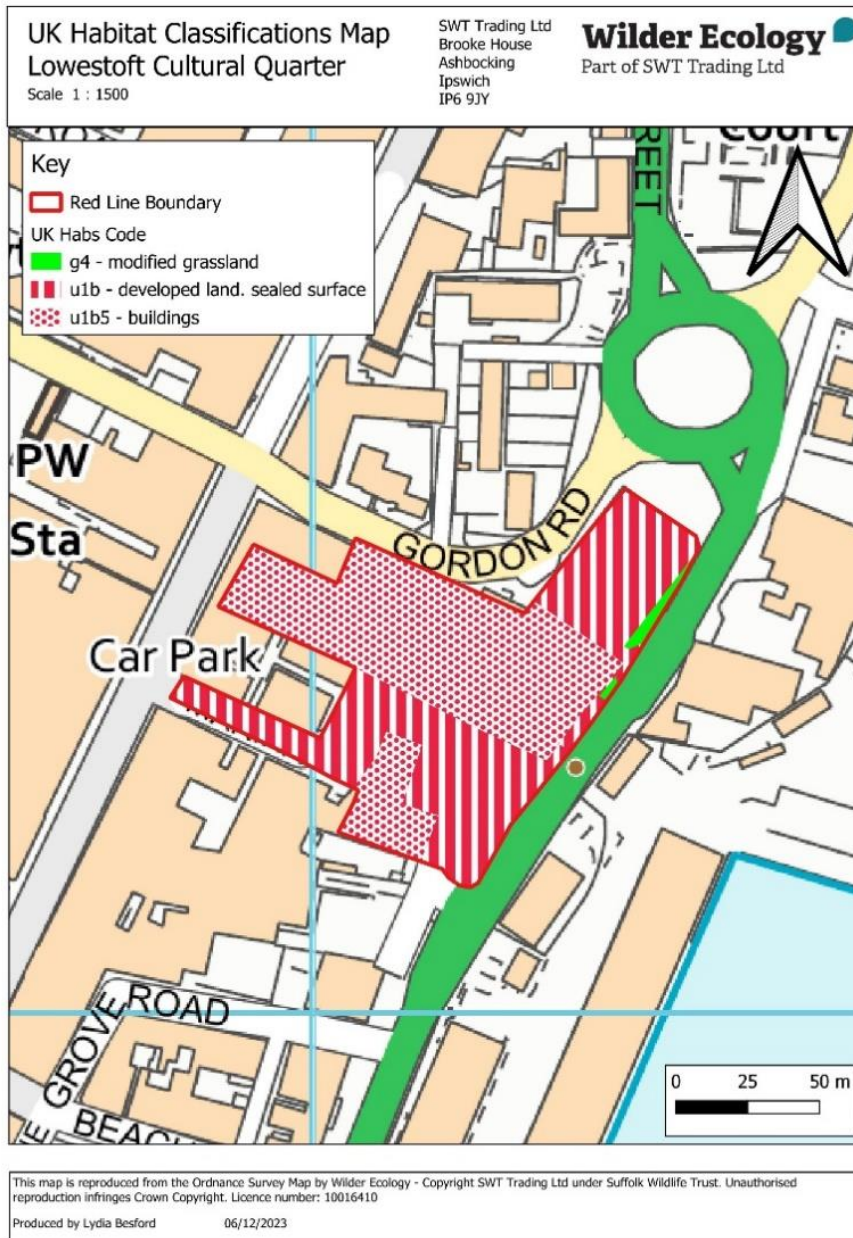 UK Habitat Classifications Map
Lowestoft Cultural Quarter
Scale 1 : 1500
SWT Trading Ltd
Brooke House
Ashbocking
Ipswich
IP6 9JY
Wilder Ecology
Part of SWT Trading Ltd
Key
Red Line Boundary
UK Habs Code
g4 - modified grassland
u1b - developed land. sealed surface
u1b5 - buildings
Court
REET
PW
Sta
GORDON RD
Car Park
GROVE ROAD
BEACH
0 25 50 m
This map is reproduced from the Ordnance Survey Map by Wilder Ecology - Copyright SWT Trading Ltd under Suffolk Wildlife Trust. Unauthorised
reproduction infringes Crown Copyright. Licence number: 10016410
Produced by Lydia Besford 06/12/2023